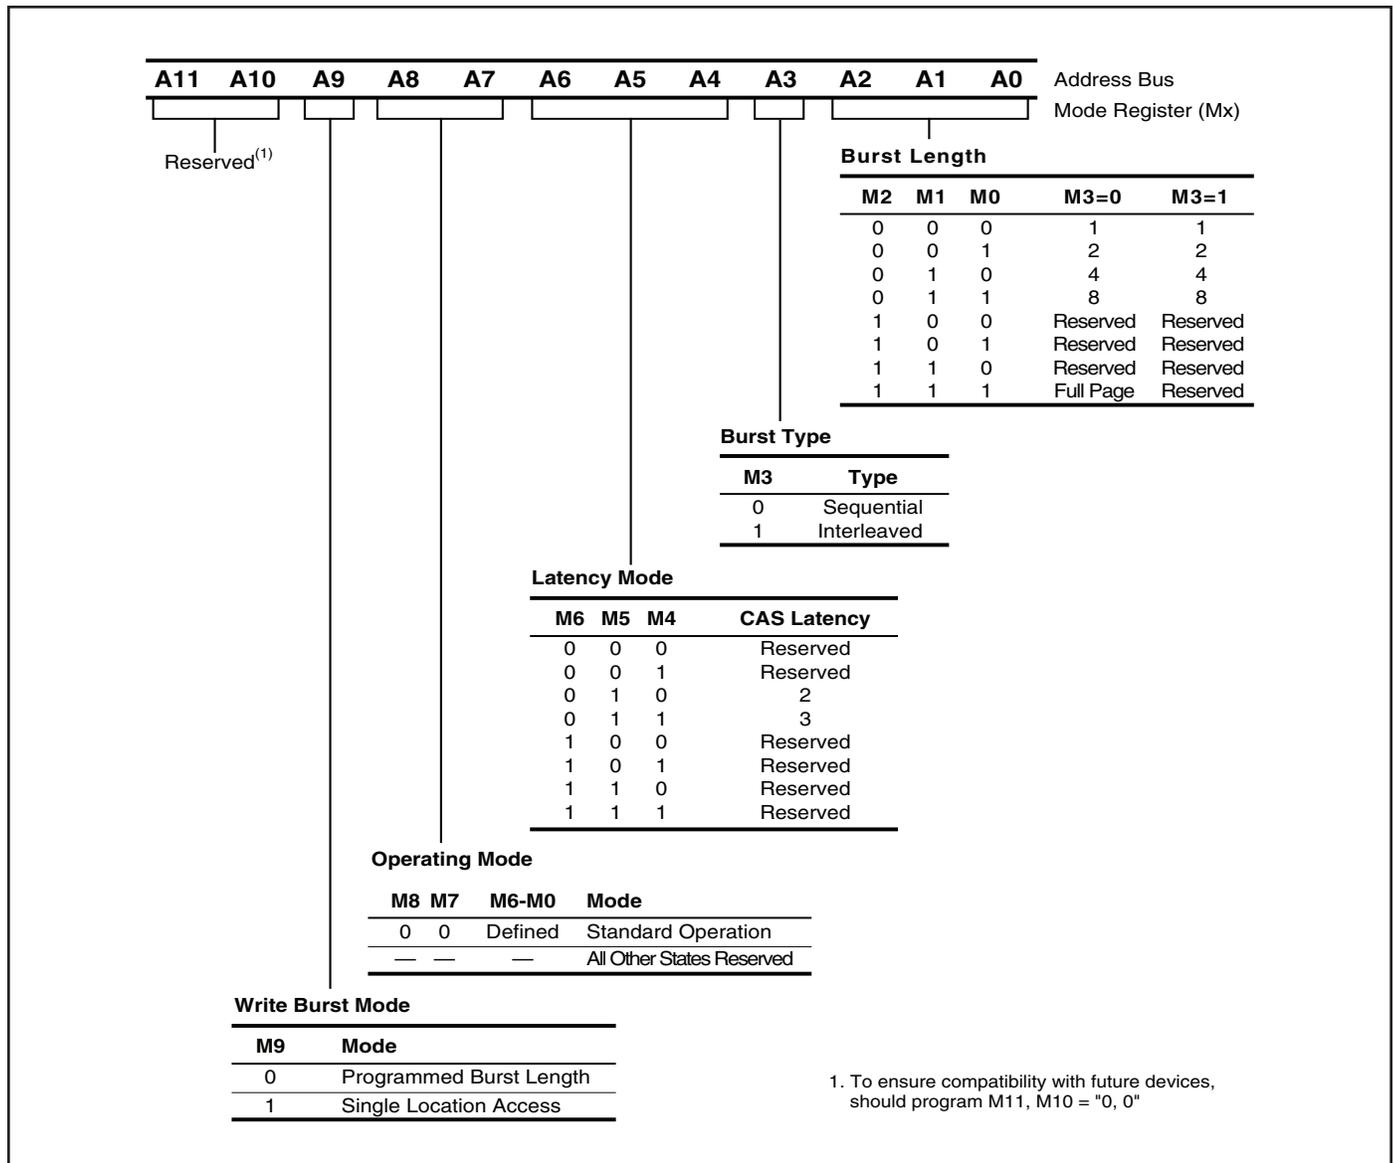 A11 A10 A9 A8 A7 A6 A5 A4 A3 A2 A1 A0 Address Bus
Mode Register (Mx)
Reserved(1)
Burst Length
M2 M1 M0 M3=0 M3=1
0 0 0 1 1
0 0 1 2 2
0 1 0 4 4
0 1 1 8 8
1 0 0 Reserved Reserved
1 0 1 Reserved Reserved
1 1 0 Reserved Reserved
1 1 1 Full Page Reserved
Burst Type
M3 Type
0 Sequential
1 Interleaved
Latency Mode
M6 M5 M4 CAS Latency
0 0 0 Reserved
0 0 1 Reserved
0 1 0 2
0 1 1 3
1 0 0 Reserved
1 0 1 Reserved
1 1 0 Reserved
1 1 1 Reserved
Operating Mode
M8 M7 M6-M0 Mode
0 0 Defined Standard Operation
— — — All Other States Reserved
Write Burst Mode
M9 Mode
0 Programmed Burst Length
1 Single Location Access
1. To ensure compatibility with future devices,
should program M11, M10 = "0, 0"